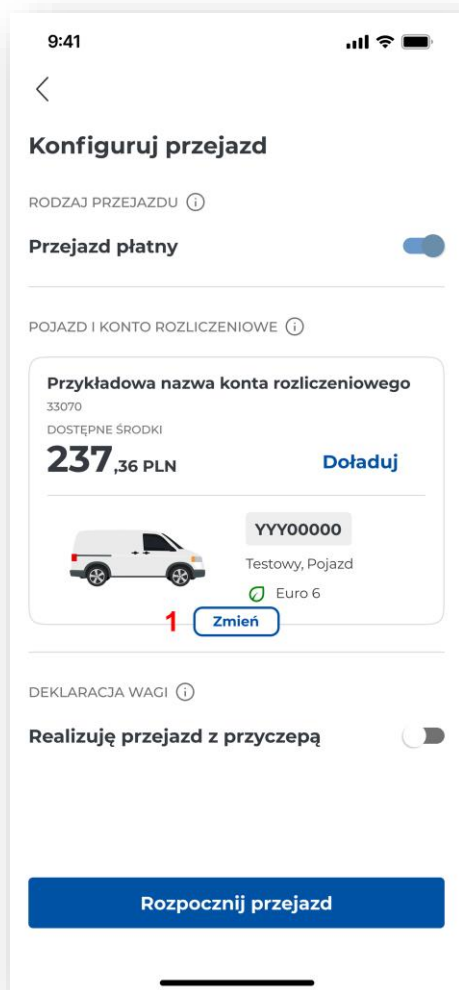 9:41
Konfiguruj przejazd
RODZAJ PRZEJAZDU
Przejazd płatny
POJAZD I KONTO ROZLICZENIOWE
Przykładowa nazwa konta rozliczeniowego
33070
DOSTĘPNE ŚRODKI
237,36 PLN Doładuj
YYY00000
Testowy, Pojazd
Euro 6
1 Zmień
DEKLARACJA WAGI
Realizuję przejazd z przyczepą
Rozpocznij przejazd